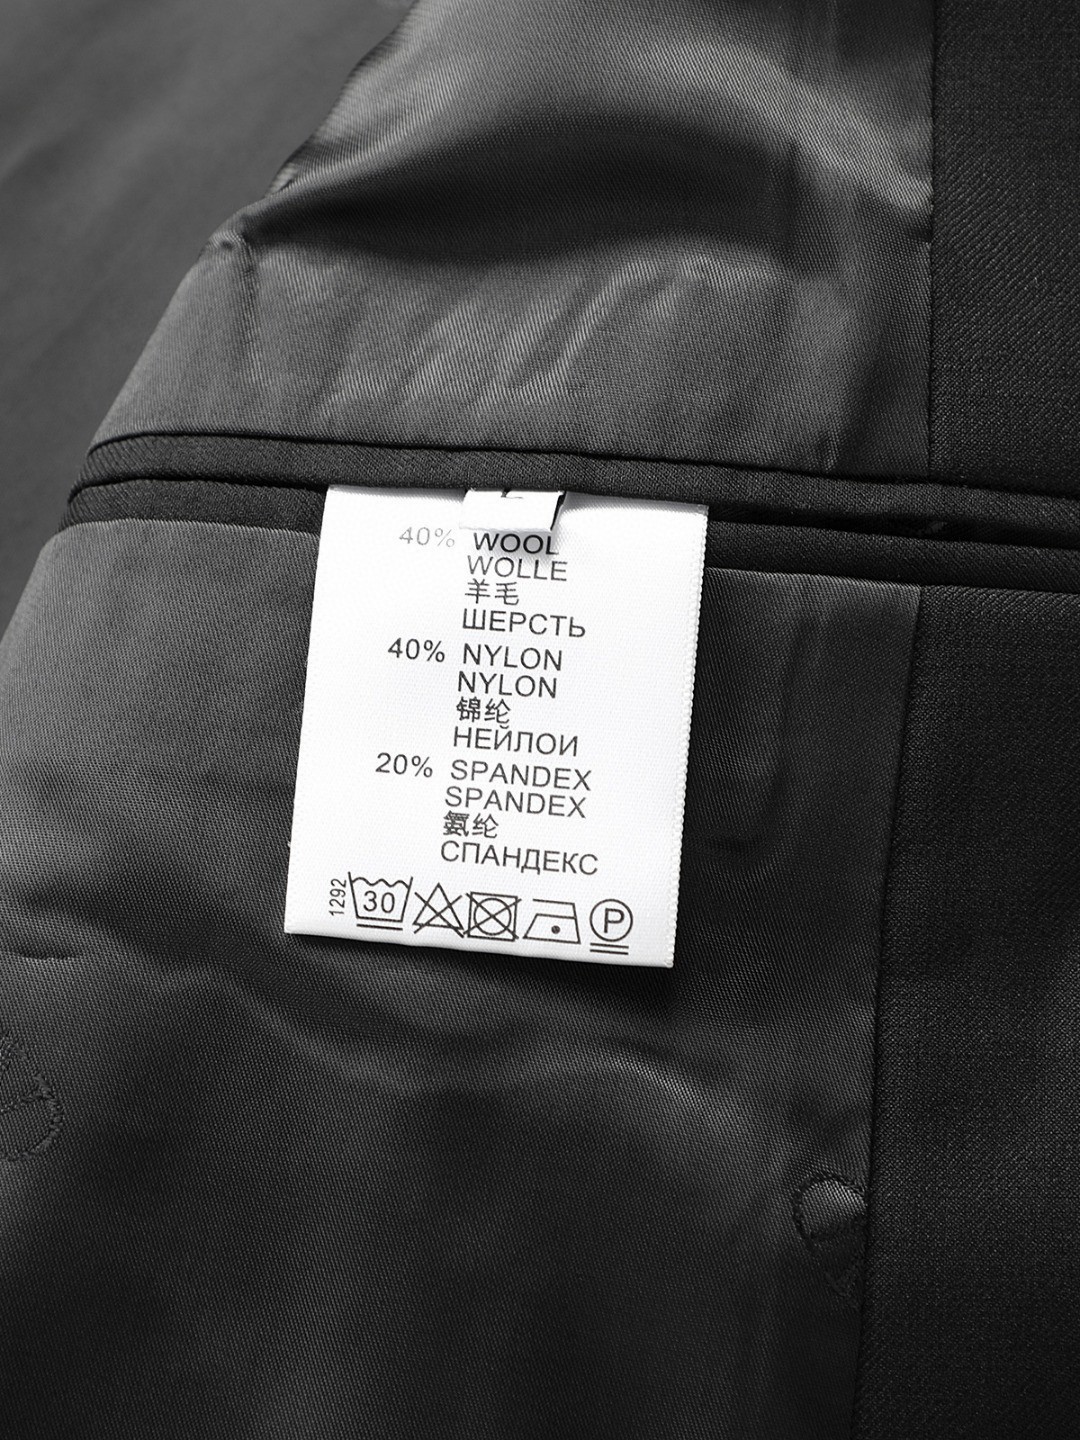 40% WOOL
WOLLE
羊毛
ШЕРСТЬ
40% NYLON
NYLON
锦纶
НЕЙЛОИ
20% SPANDEX
SPANDEX
氨纶
СПАНДЕКС
1292 30 P